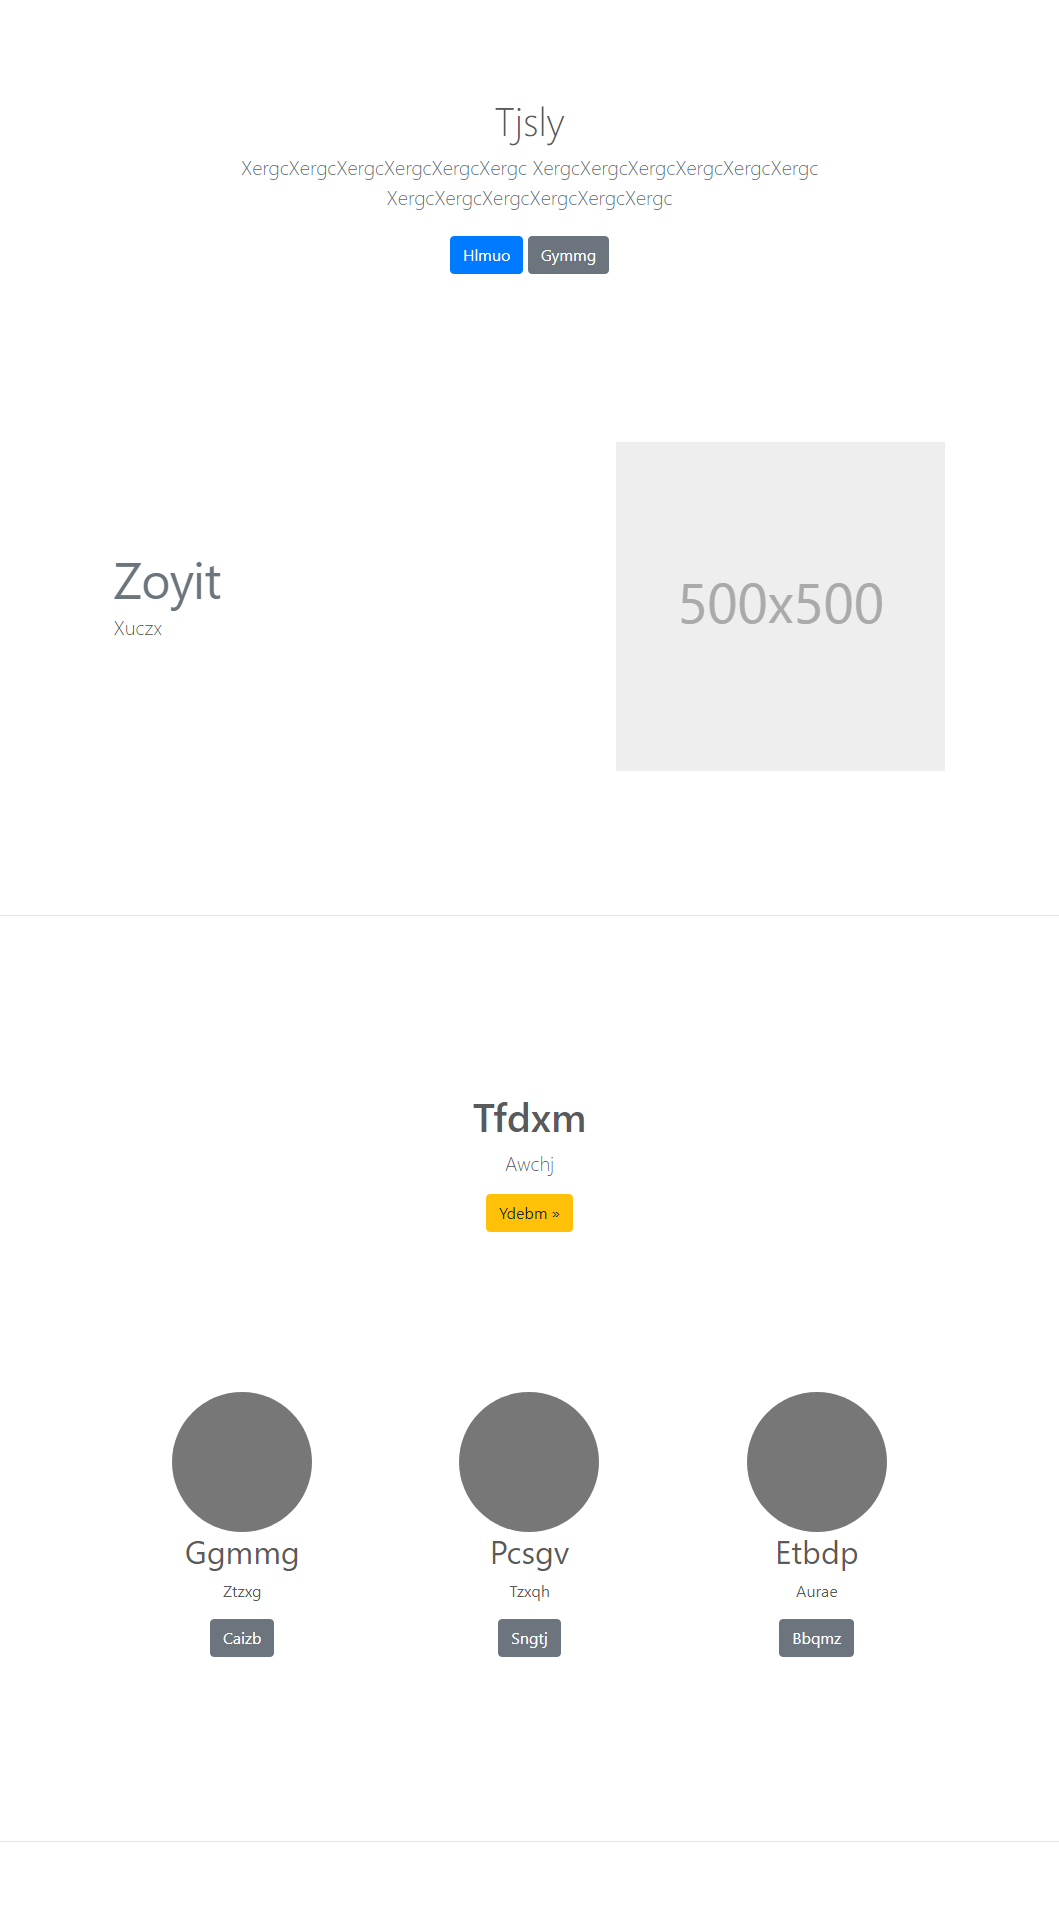 Tjsly
XergcXergcXergcXergcXergcXergc XergcXergcXergcXergcXergcXergc
XergcXergcXergcXergcXergcXergc
Hlmuo Gymmg
Zoyit
Xuczx
500x500
Tfdxm
Awchj
Ydebm »
Ggmmg
Ztzxg
Caizb
Pcsgv
Tzxqh
Sngtj
Etbdp
Aurae
Bbqmz